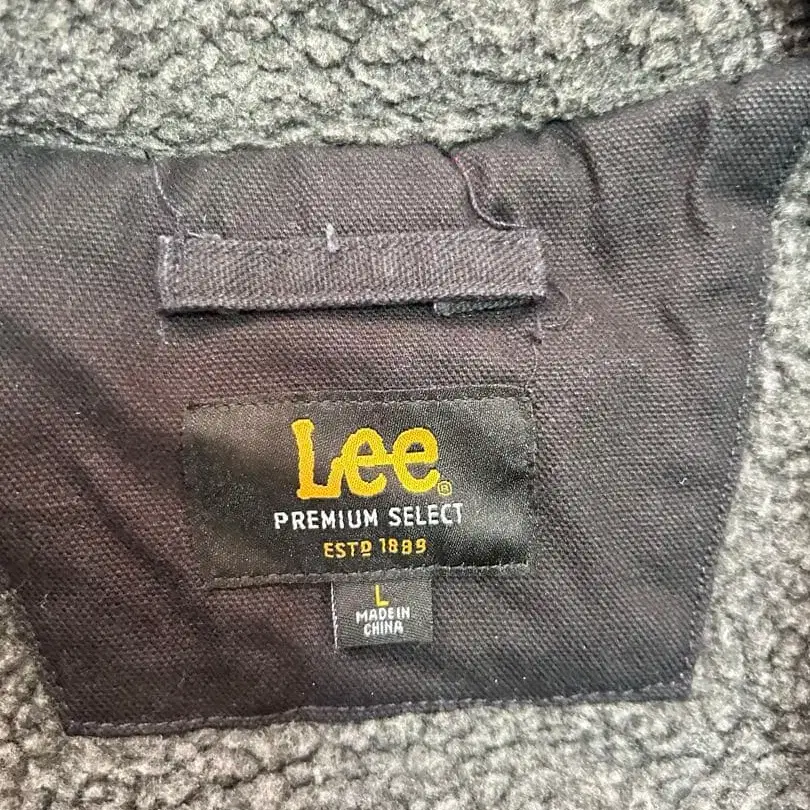 Lee®
PREMIUM SELECT
ESTD 1889
L
MADE IN
CHINA